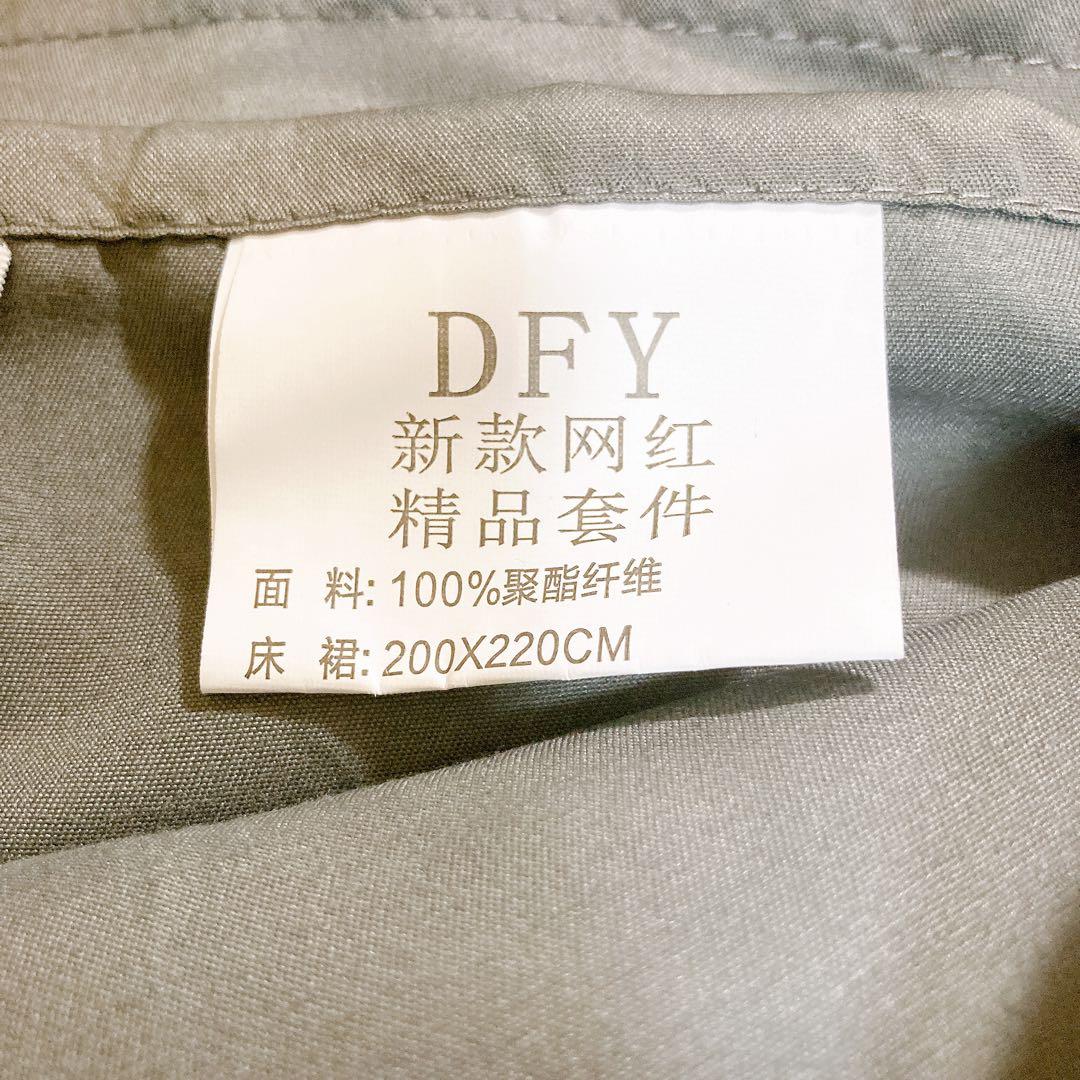 DFY
新款网红
精品套件
面 料: 100%聚酯纤维
床 裙: 200X220CM